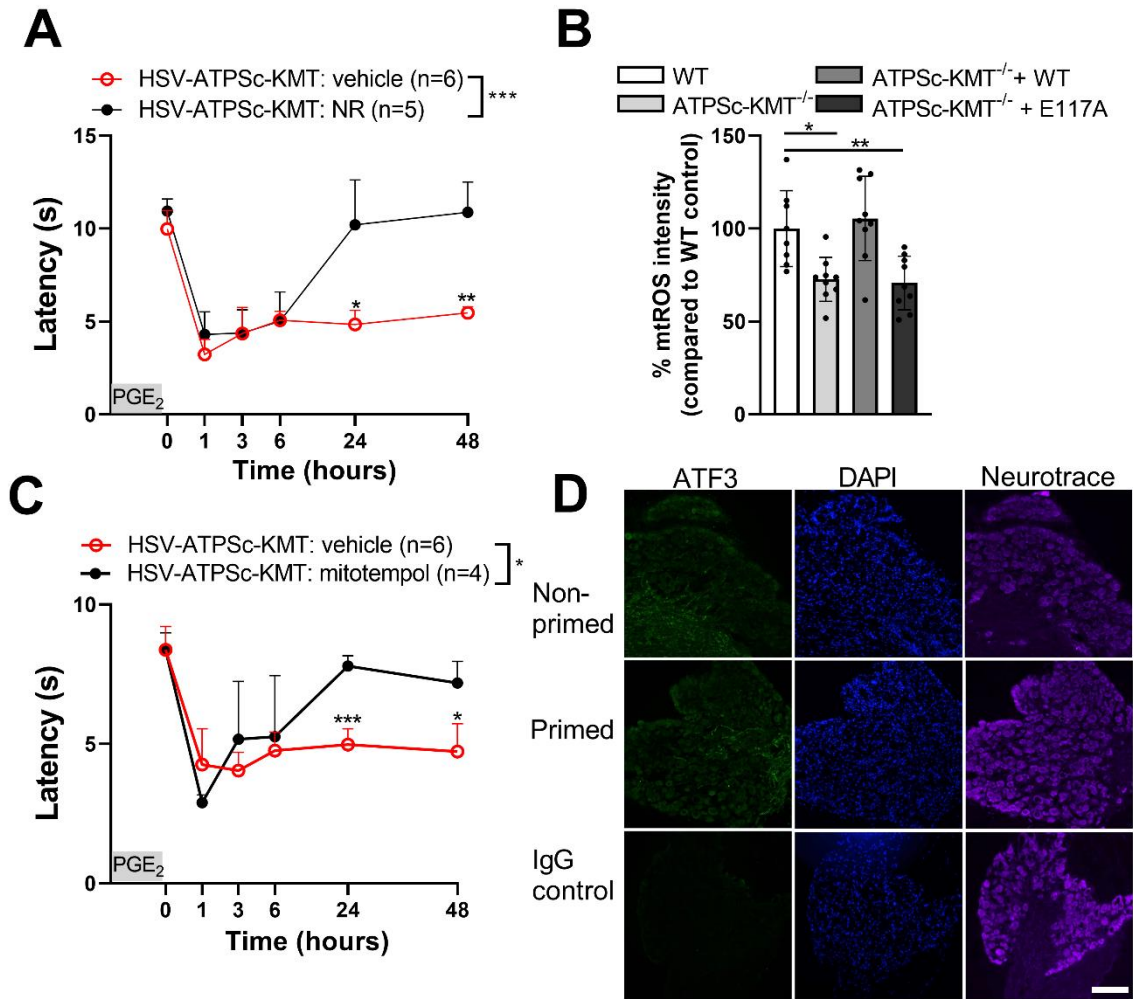 A
HSV-ATPSc-KMT: vehicle (n=6)
HSV-ATPSc-KMT: NR (n=5)
***
15
10
5
0
Latency (s)
*
**
PGE2
0 1 3 6 24 48
Time (hours)
B
WT
ATPSc-KMT-/-
ATPSc-KMT-/- + WT
ATPSc-KMT-/- + E117A
150
100
50
0
% mtROS intensity
(compared to WT control)
*
**
C
HSV-ATPSc-KMT: vehicle (n=6)
HSV-ATPSc-KMT: mitotempol (n=4)
*
10
5
0
Latency (s)
***
*
PGE2
0 1 3 6 24 48
Time (hours)
D
ATF3 DAPI Neurotrace
Non-
primed
Primed
IgG
control